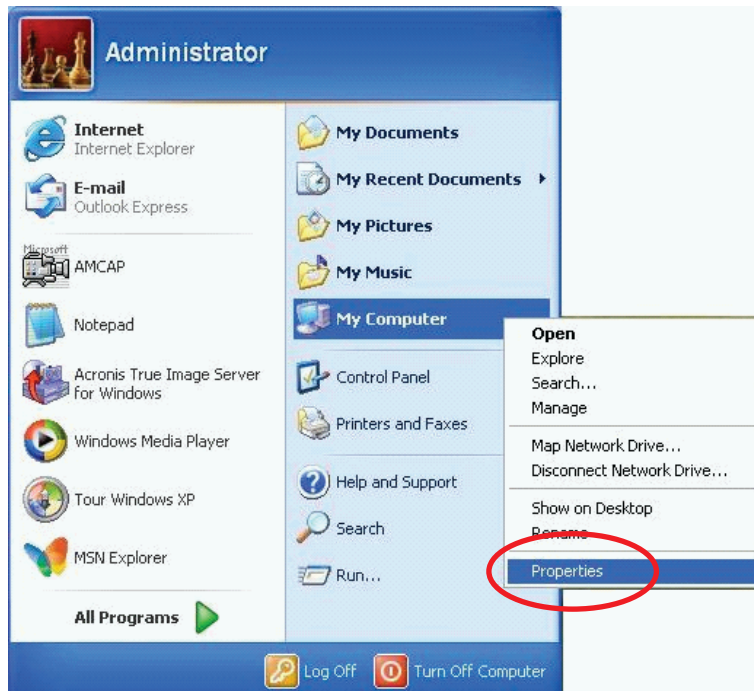 Administrator
Internet
Internet Explorer
E-mail
Outlook Express
Microsoft
AMCAP
Notepad
Acronis True Image Server
for Windows
Windows Media Player
Tour Windows XP
MSN Explorer
All Programs
My Documents
My Recent Documents
My Pictures
My Music
My Computer
Control Panel
Printers and Faxes
Help and Support
Search
Run...
Open
Explore
Search...
Manage
Map Network Drive...
Disconnect Network Drive...
Show on Desktop
Rename
Properties
Log Off
Turn Off Computer